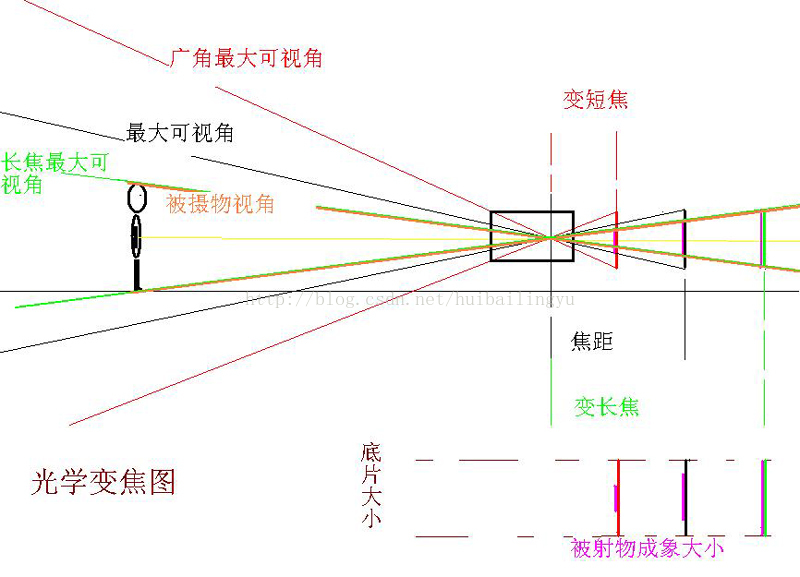 广角最大可视角
变短焦
最大可视角
长焦最大可
视角
被摄物视角
http://blog.csdn.net/huibailingyu
焦距
变长焦
底片大小
光学变焦图
被射物成象大小